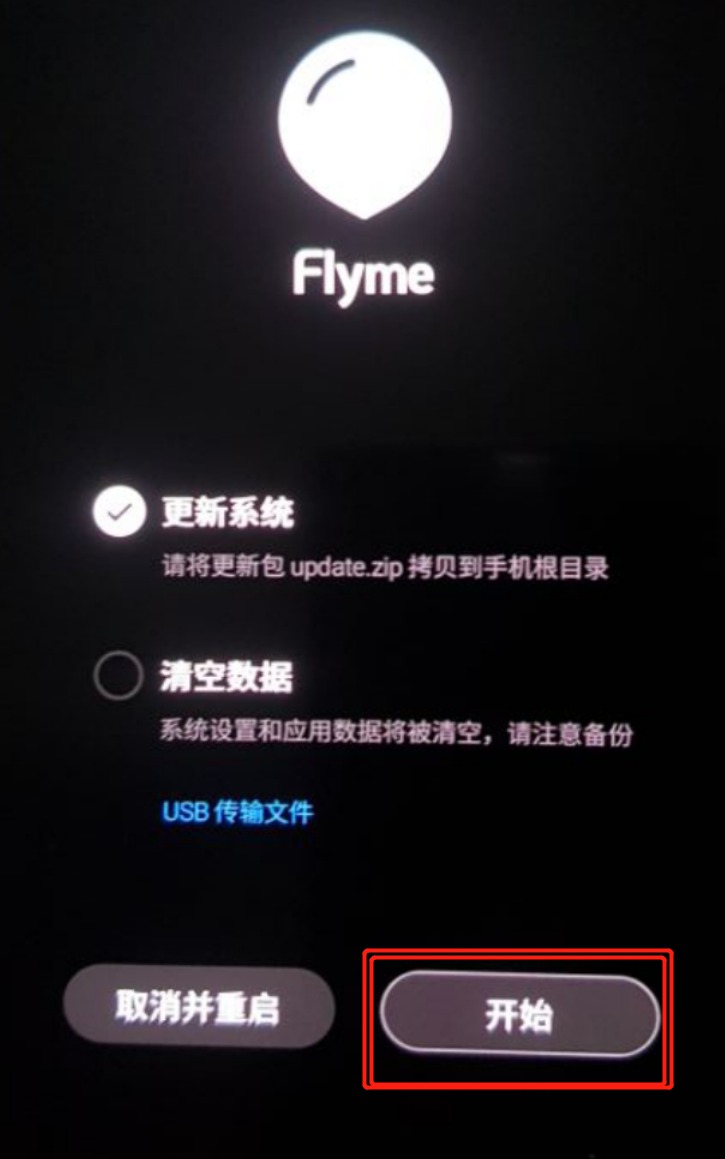 Flyme
更新系统
请将更新包 update.zip 拷贝到手机根目录
清空数据
系统设置和应用数据将被清空，请注意备份
USB 传输文件
取消并重启
开始